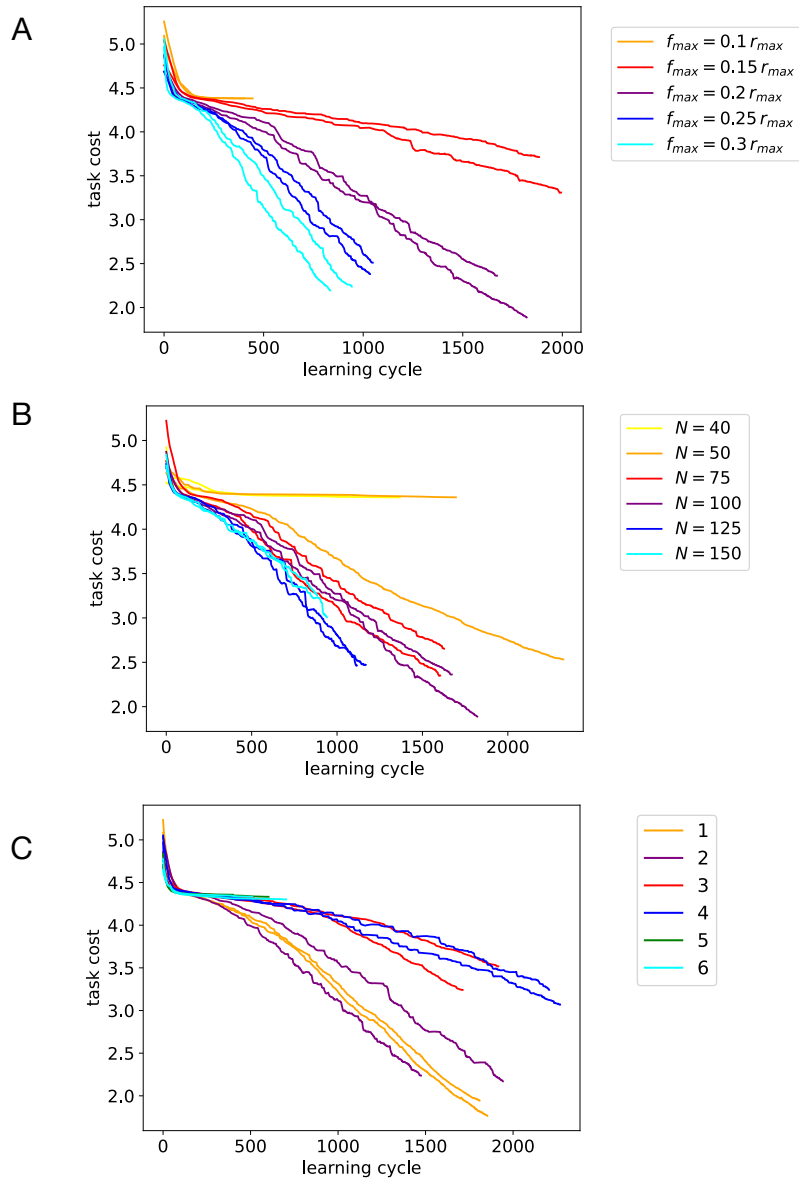 A
task cost
5.0
4.5
4.0
3.5
3.0
2.5
2.0
0 500 1000 1500 2000
learning cycle
f_max = 0.1 r_max
f_max = 0.15 r_max
f_max = 0.2 r_max
f_max = 0.25 r_max
f_max = 0.3 r_max
B
task cost
5.0
4.5
4.0
3.5
3.0
2.5
2.0
0 500 1000 1500 2000
learning cycle
N = 40
N = 50
N = 75
N = 100
N = 125
N = 150
C
task cost
5.0
4.5
4.0
3.5
3.0
2.5
2.0
0 500 1000 1500 2000
learning cycle
1
2
3
4
5
6